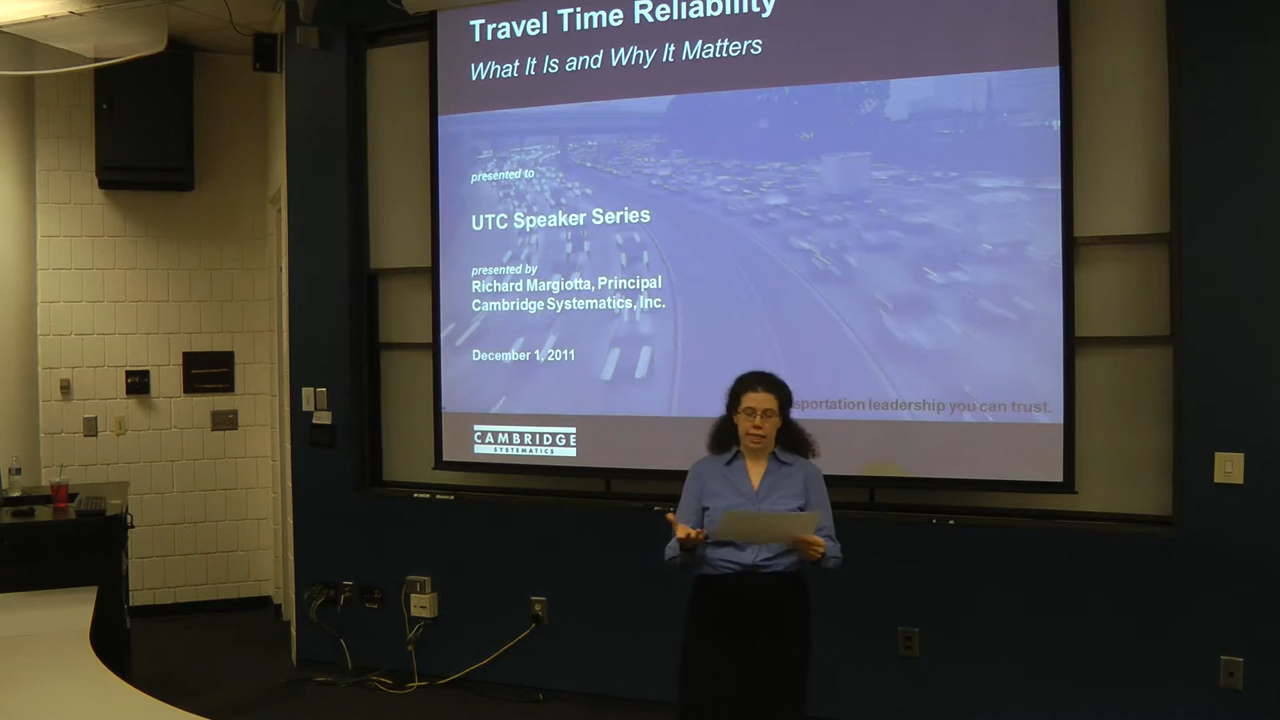 Travel Time Reliability
What It Is and Why It Matters
presented to
UTC Speaker Series
presented by
Richard Margiotta, Principal
Cambridge Systematics, Inc.
December 1, 2011
sportation leadership you can trust.
CAMBRIDGE
SYSTEMATICS